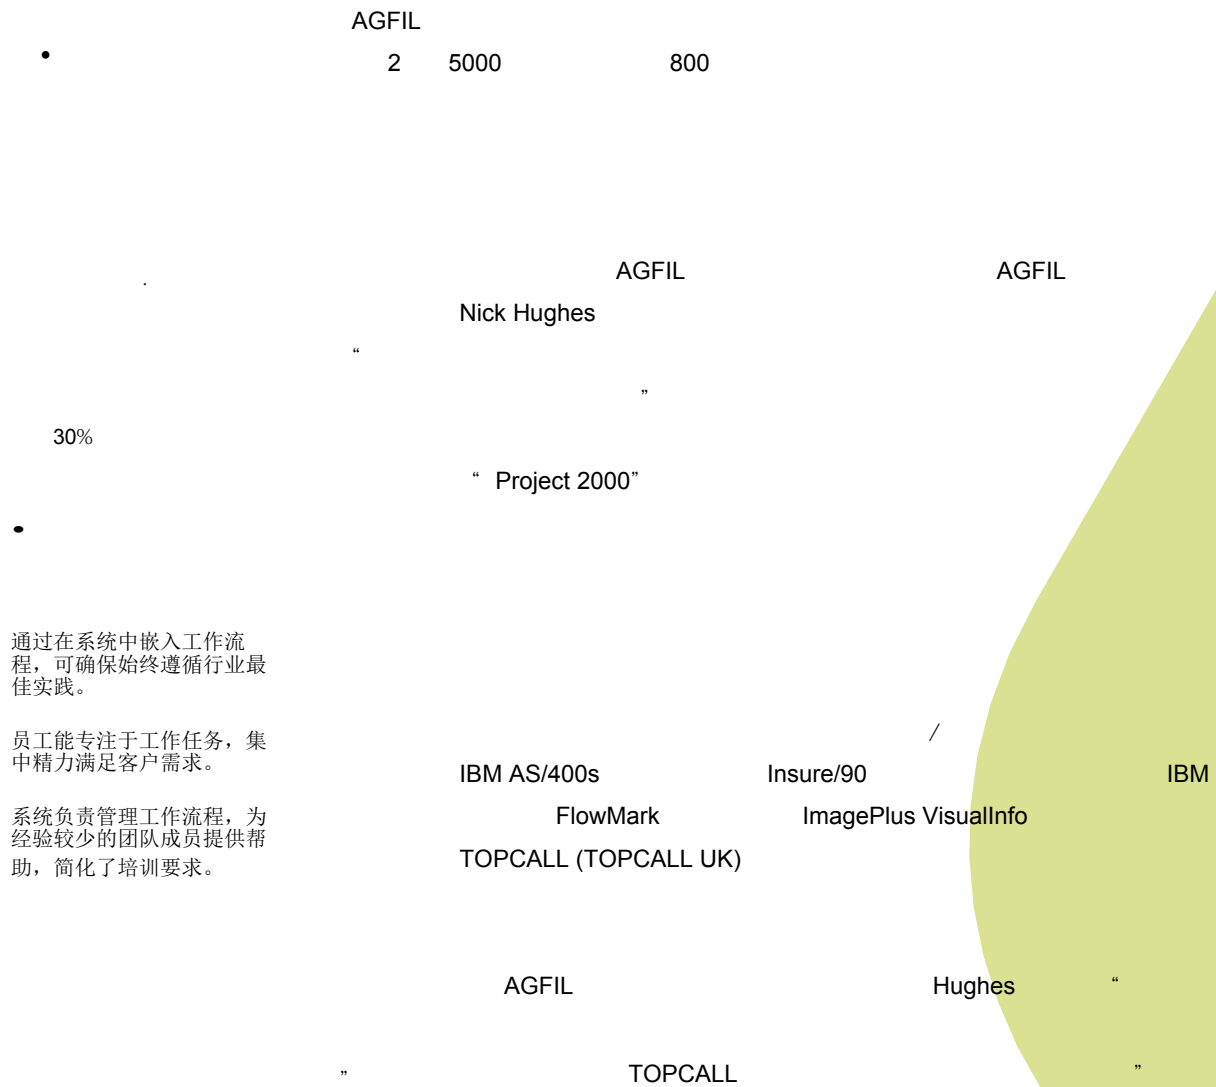 AGFIL
• 2 5000 800
. AGFIL AGFIL
Nick Hughes
“
”
30%
“ Project 2000”
•
通过在系统中嵌入工作流
程，可确保始终遵循行业最
佳实践。
员工能专注于工作任务，集
中精力满足客户需求。
系统负责管理工作流程，为
经验较少的团队成员提供帮
助，简化了培训要求。
/
IBM AS/400s Insure/90 IBM
FlowMark ImagePlus VisualInfo
TOPCALL (TOPCALL UK)
AGFIL Hughes “
” TOPCALL ”